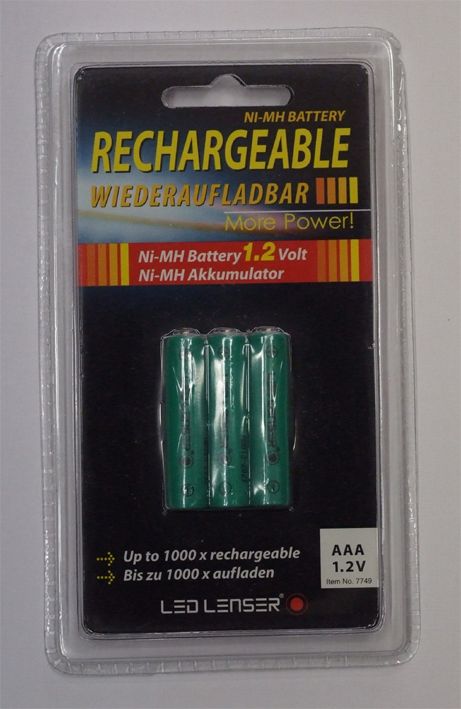 NI-MH BATTERY
RECHARGEABLE
WIEDERAUFLADBAR
More Power!
Ni-MH Battery 1.2 Volt
Ni-MH Akkumulator
Up to 1000 x rechargeable
Bis zu 1000 x aufladen
AAA
1.2V
Item No. 7749
LED LENSER